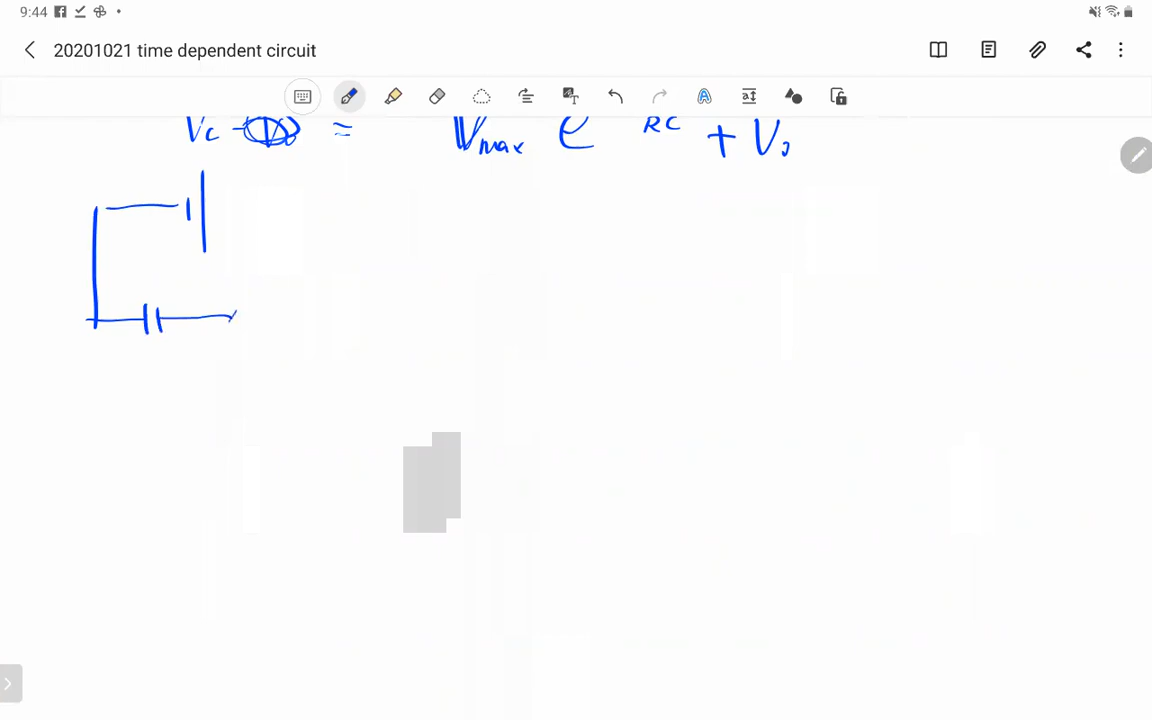 9:44
20201021 time dependent circuit
Vc = Vmax e RC + V